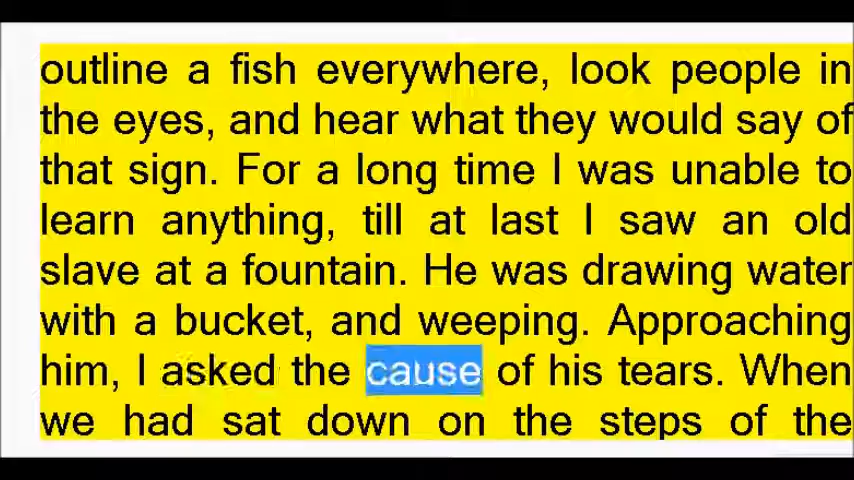 outline a fish everywhere, look people in
the eyes, and hear what they would say of
that sign. For a long time I was unable to
learn anything, till at last I saw an old
slave at a fountain. He was drawing water
with a bucket, and weeping. Approaching
him, I asked the cause of his tears. When
we had sat down on the steps of the